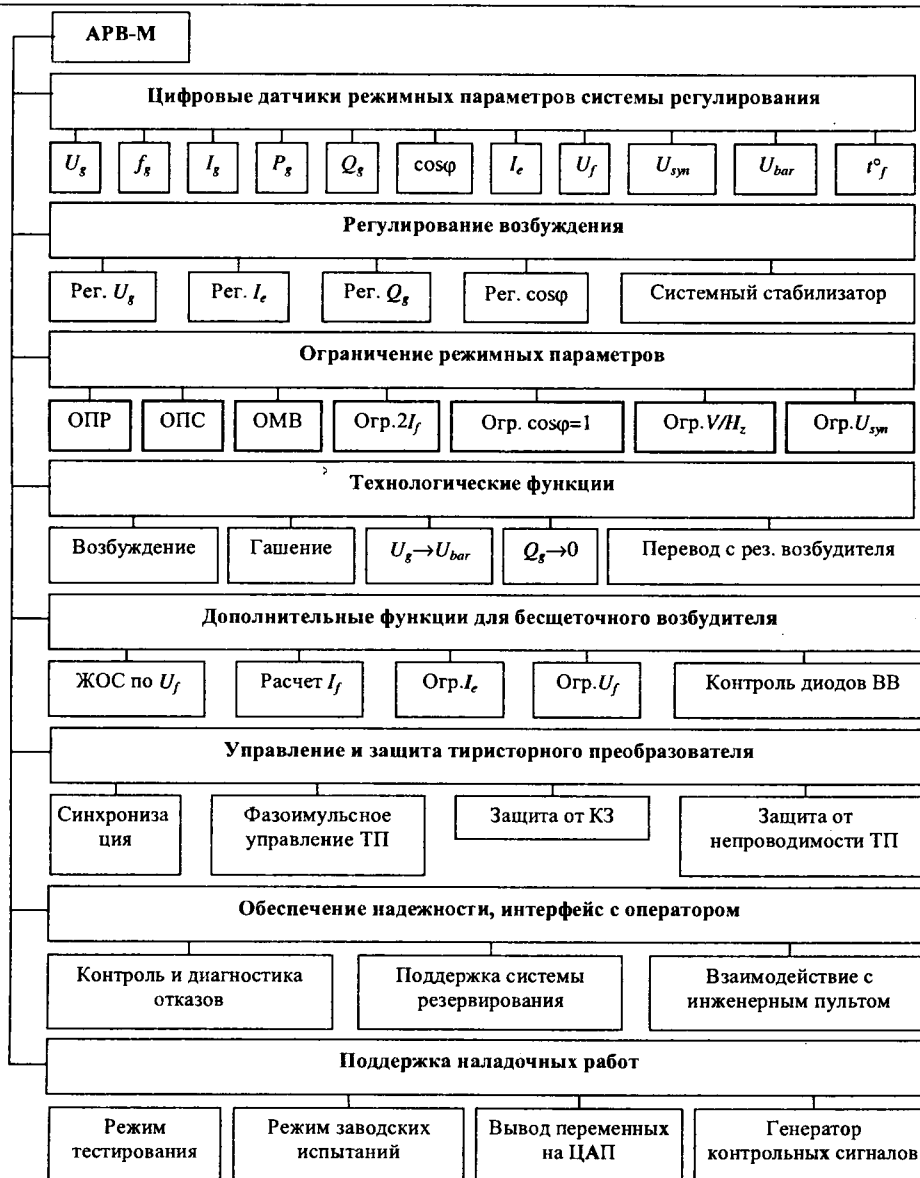 АРВ-М
Цифровые датчики режимных параметров системы регулирования
U_g f_g I_g P_g Q_g cosφ I_e U_f U_syn U_bar t°_f
Регулирование возбуждения
Рег. U_g Рег. I_e Рег. Q_g Рег. cosφ Системный стабилизатор
Ограничение режимных параметров
ОПР ОПС ОМВ Огр.2I_f Огр. cosφ=1 Огр.V/H_z Огр.U_syn
Технологические функции
Возбуждение Гашение U_g→U_bar Q_g→0 Перевод с рез. возбудителя
Дополнительные функции для бесщеточного возбудителя
ЖОС по U_f Расчет I_f Огр.I_e Огр.U_f Контроль диодов ВВ
Управление и защита тиристорного преобразователя
Синхрониза
ция
Фазоимульсное
управление ТП
Защита от КЗ
Защита от
непроводимости ТП
Обеспечение надежности, интерфейс с оператором
Контроль и диагностика
отказов
Поддержка системы
резервирования
Взаимодействие с
инженерным пультом
Поддержка наладочных работ
Режим
тестирования
Режим заводских
испытаний
Вывод переменных
на ЦАП
Генератор
контрольных сигналов